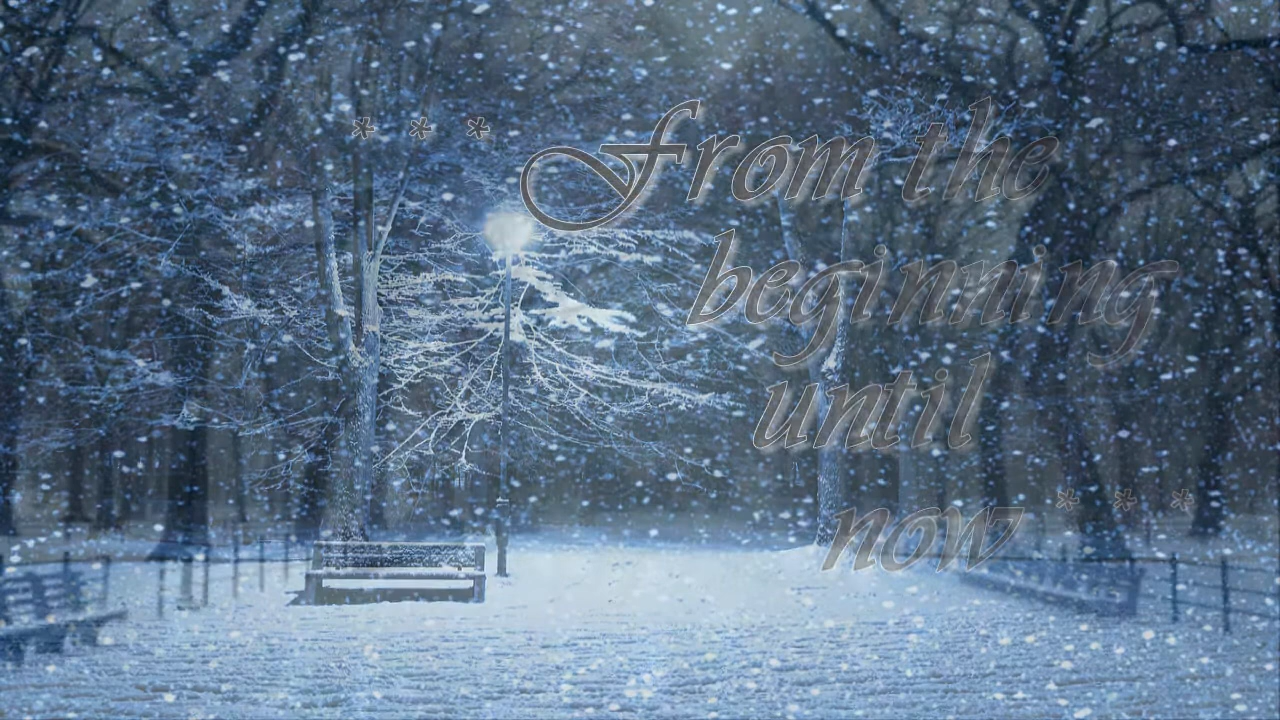 * * * From the
beginning
until
now * * *